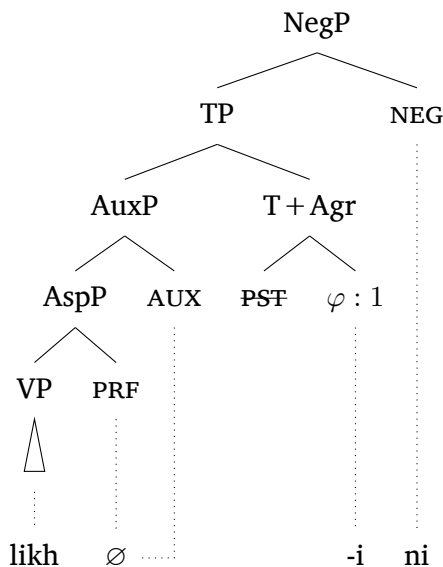 NegP
TP NEG
AuxP T + Agr
AspP AUX PST φ : 1
VP PRF
likh ∅ -i ni